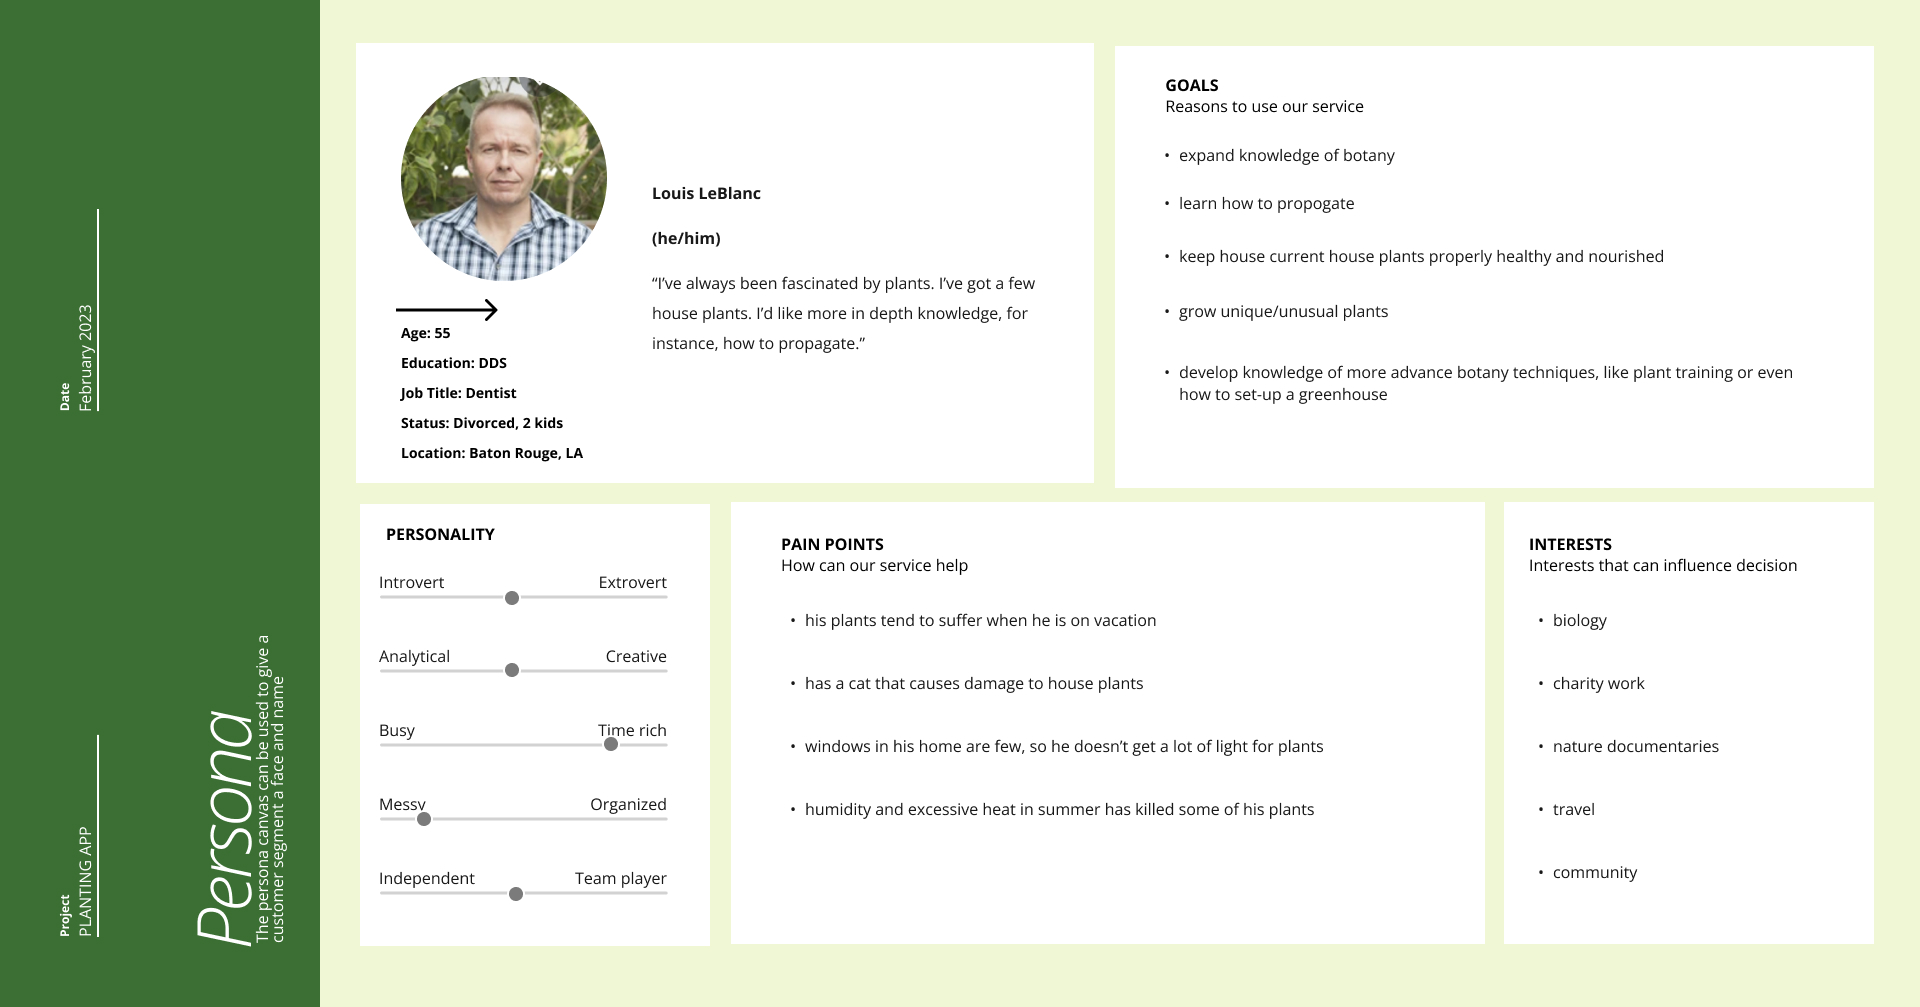 Date
February 2023
Project
PLANTING APP
Persona
The persona canvas can be used to give a
customer segment a face and name
Louis LeBlanc
(he/him)
“I’ve always been fascinated by plants. I’ve got a few
house plants. I’d like more in depth knowledge, for
instance, how to propagate.”
Age: 55
Education: DDS
Job Title: Dentist
Status: Divorced, 2 kids
Location: Baton Rouge, LA
GOALS
Reasons to use our service
• expand knowledge of botany
• learn how to propogate
• keep house current house plants properly healthy and nourished
• grow unique/unusual plants
• develop knowledge of more advance botany techniques, like plant training or even
how to set-up a greenhouse
PERSONALITY
Introvert Extrovert
Analytical Creative
Busy Time rich
Messy Organized
Independent Team player
PAIN POINTS
How can our service help
• his plants tend to suffer when he is on vacation
• has a cat that causes damage to house plants
• windows in his home are few, so he doesn’t get a lot of light for plants
• humidity and excessive heat in summer has killed some of his plants
INTERESTS
Interests that can influence decision
• biology
• charity work
• nature documentaries
• travel
• community